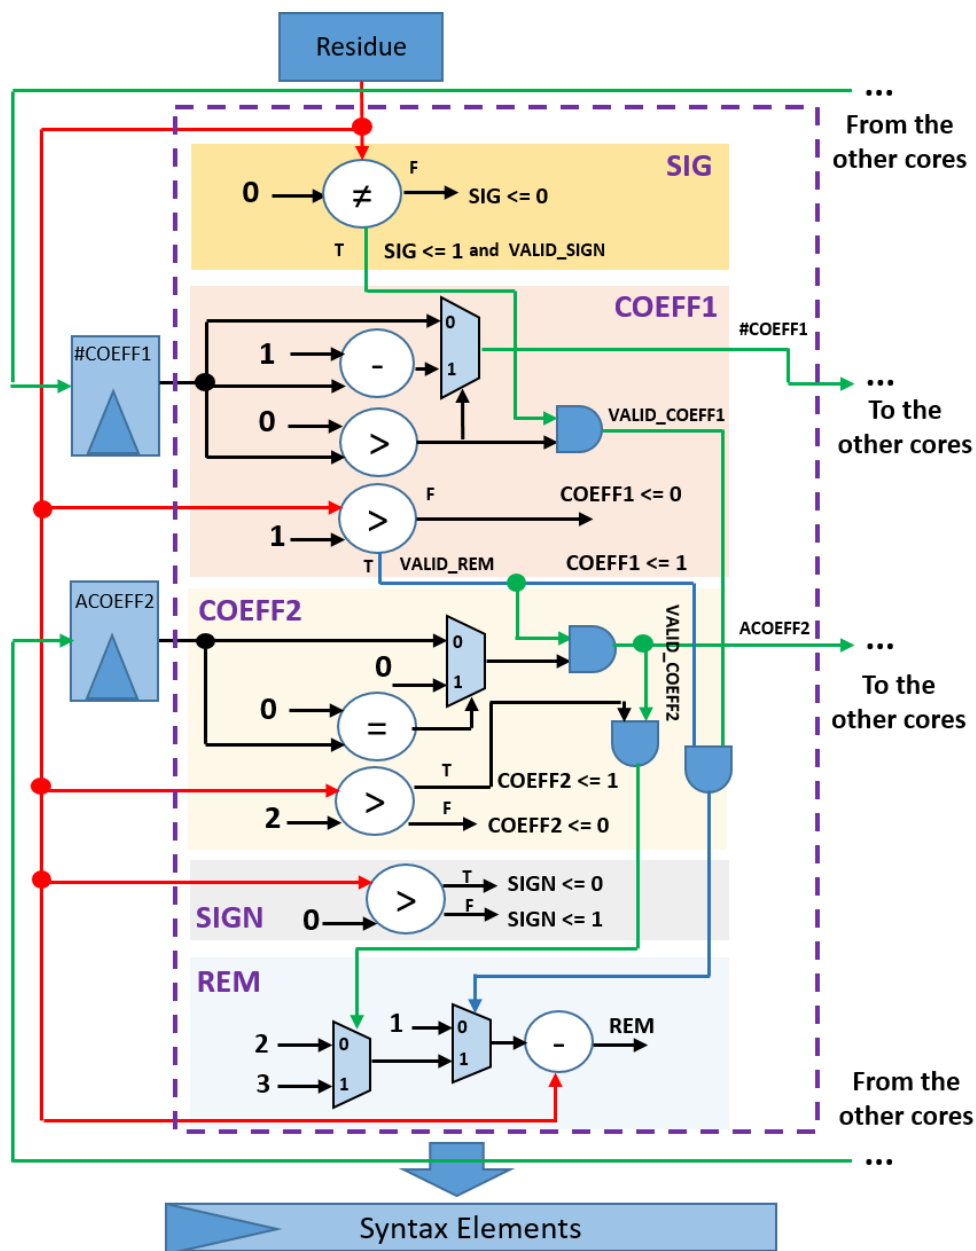 Residue
...
From the
other cores
SIG
0
≠
F
SIG <= 0
T
SIG <= 1 and VALID_SIGN
COEFF1
#COEFF1
0
1
-
1
#COEFF1
...
To the
other cores
0
>
VALID_COEFF1
F
COEFF1 <= 0
>
1
T
VALID_REM
COEFF1 <= 1
ACOEFF2
COEFF2
0
0
1
VALID_COEFF2
ACOEFF2
...
To the
other cores
0
=
T
COEFF2 <= 1
>
2
F
COEFF2 <= 0
T
SIGN <= 0
>
F
0
SIGN <= 1
SIGN
REM
1
0
REM
2
0
1
-
3
1
From the
other cores
...
Syntax Elements